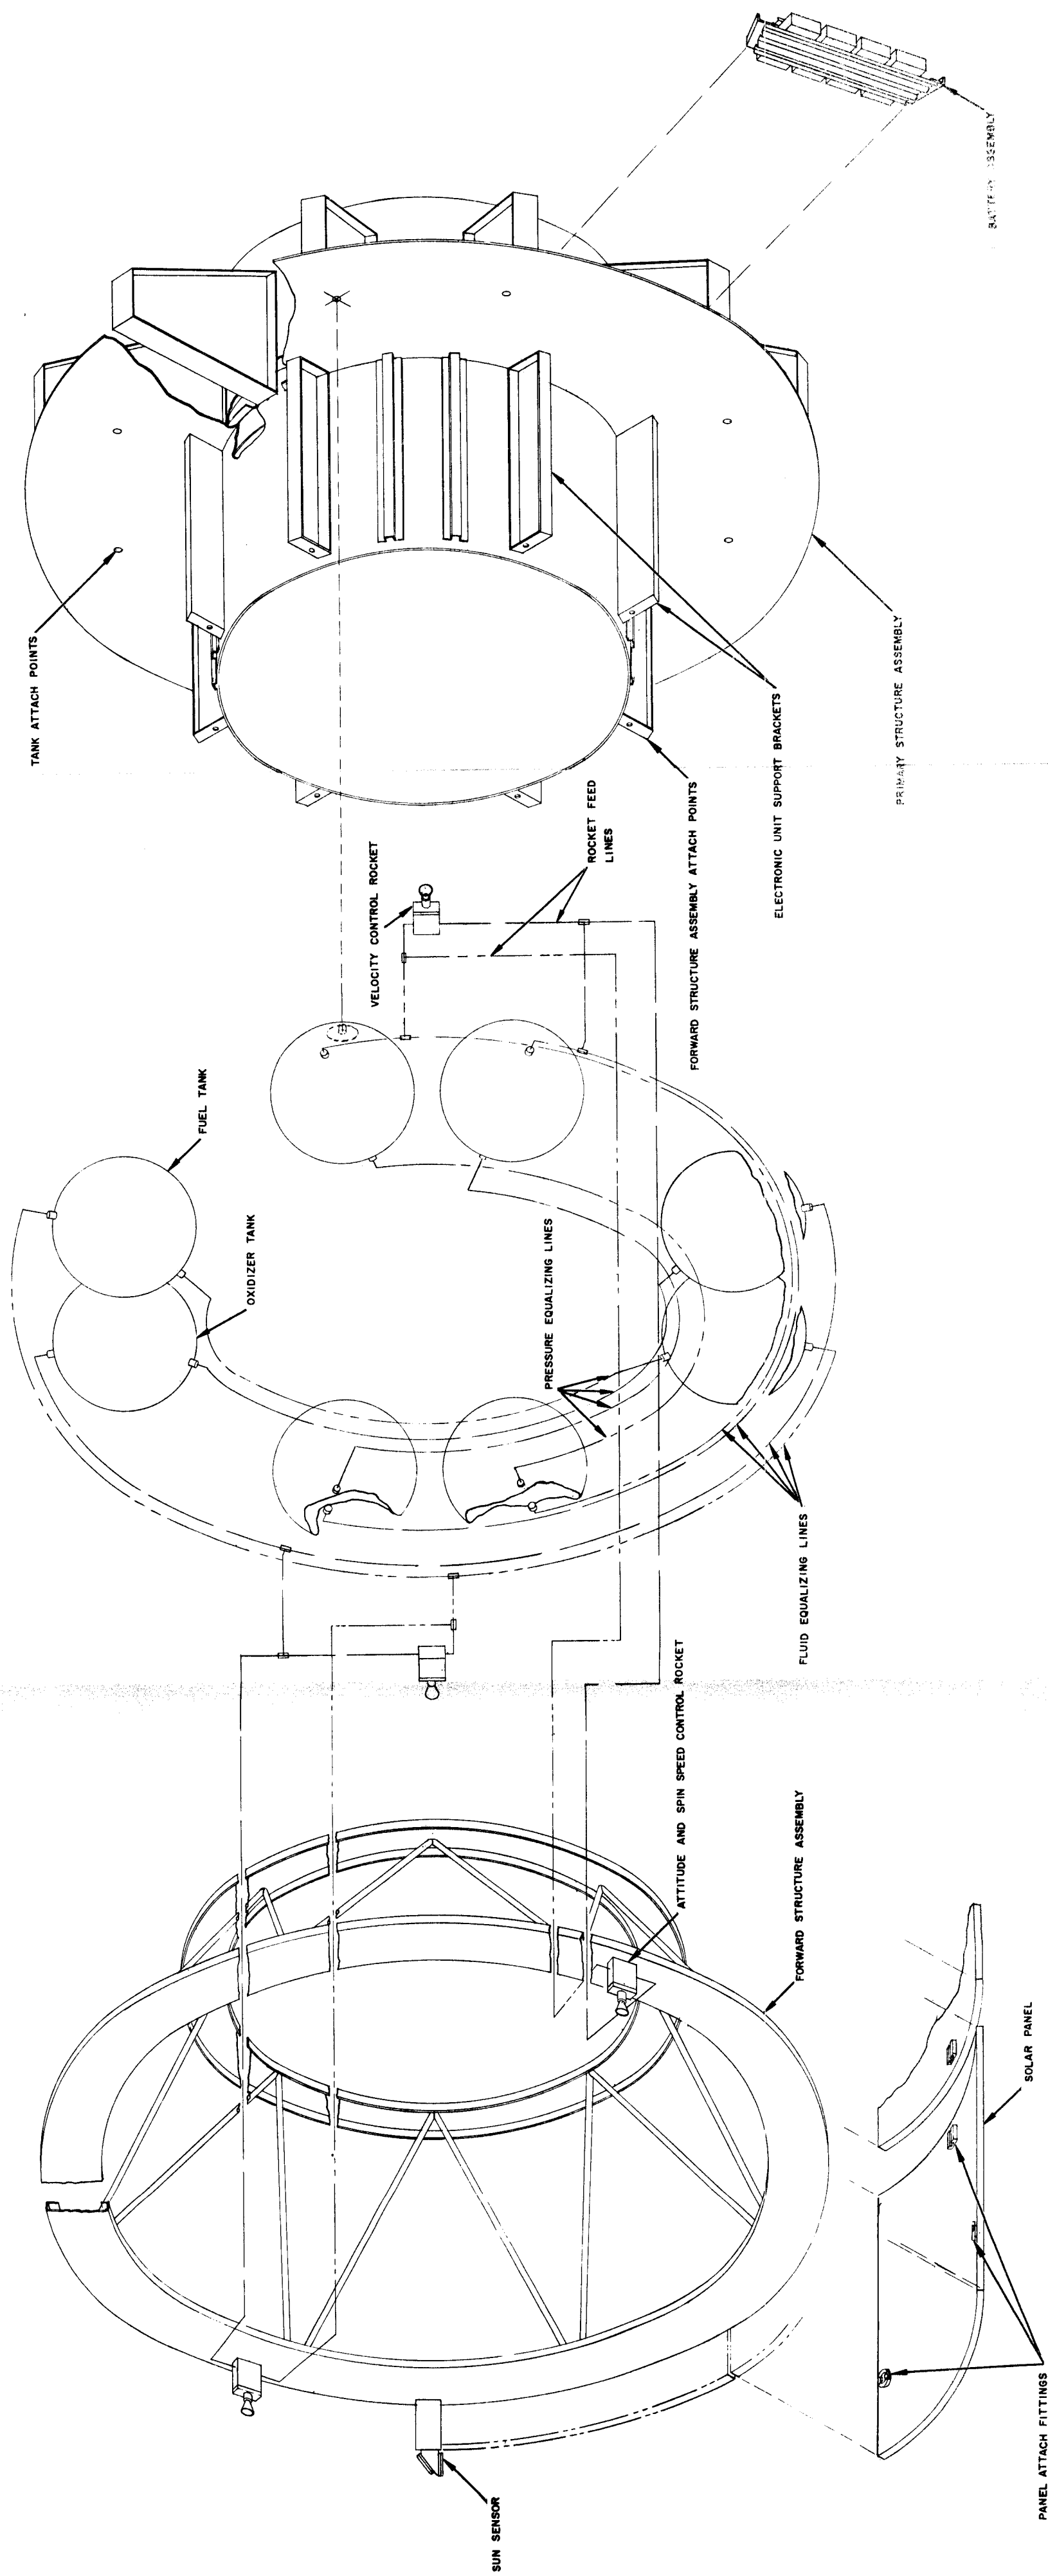 TANK ATTACH POINTS
BATTERY ASSEMBLY
PRIMARY STRUCTURE ASSEMBLY
ELECTRONIC UNIT SUPPORT BRACKETS
FORWARD STRUCTURE ASSEMBLY ATTACH POINTS
ROCKET FEED
LINES
VELOCITY CONTROL ROCKET
FUEL TANK
OXIDIZER TANK
PRESSURE EQUALIZING LINES
FLUID EQUALIZING LINES
ATTITUDE AND SPIN SPEED CONTROL ROCKET
FORWARD STRUCTURE ASSEMBLY
SOLAR PANEL
PANEL ATTACH FITTINGS
SUN SENSOR